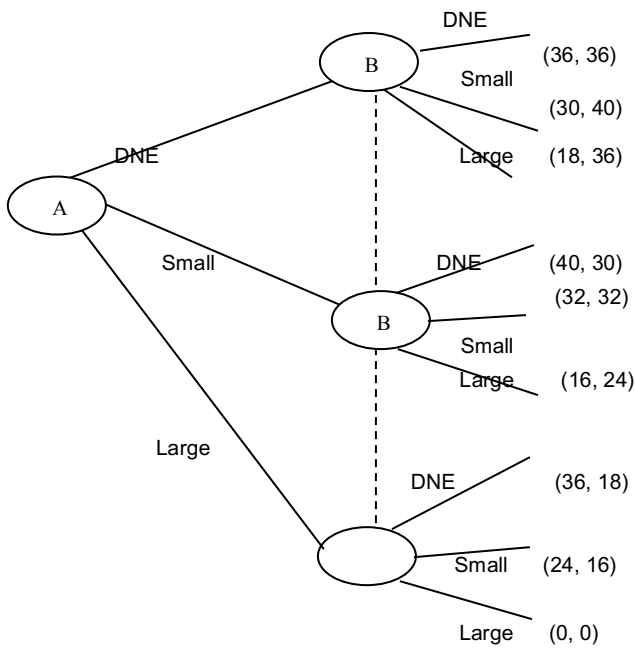 DNE
B
(36, 36)
Small
(30, 40)
DNE
Large
(18, 36)
A
Small
DNE
(40, 30)
(32, 32)
B
Small
Large
(16, 24)
Large
DNE
(36, 18)
Small
(24, 16)
Large
(0, 0)